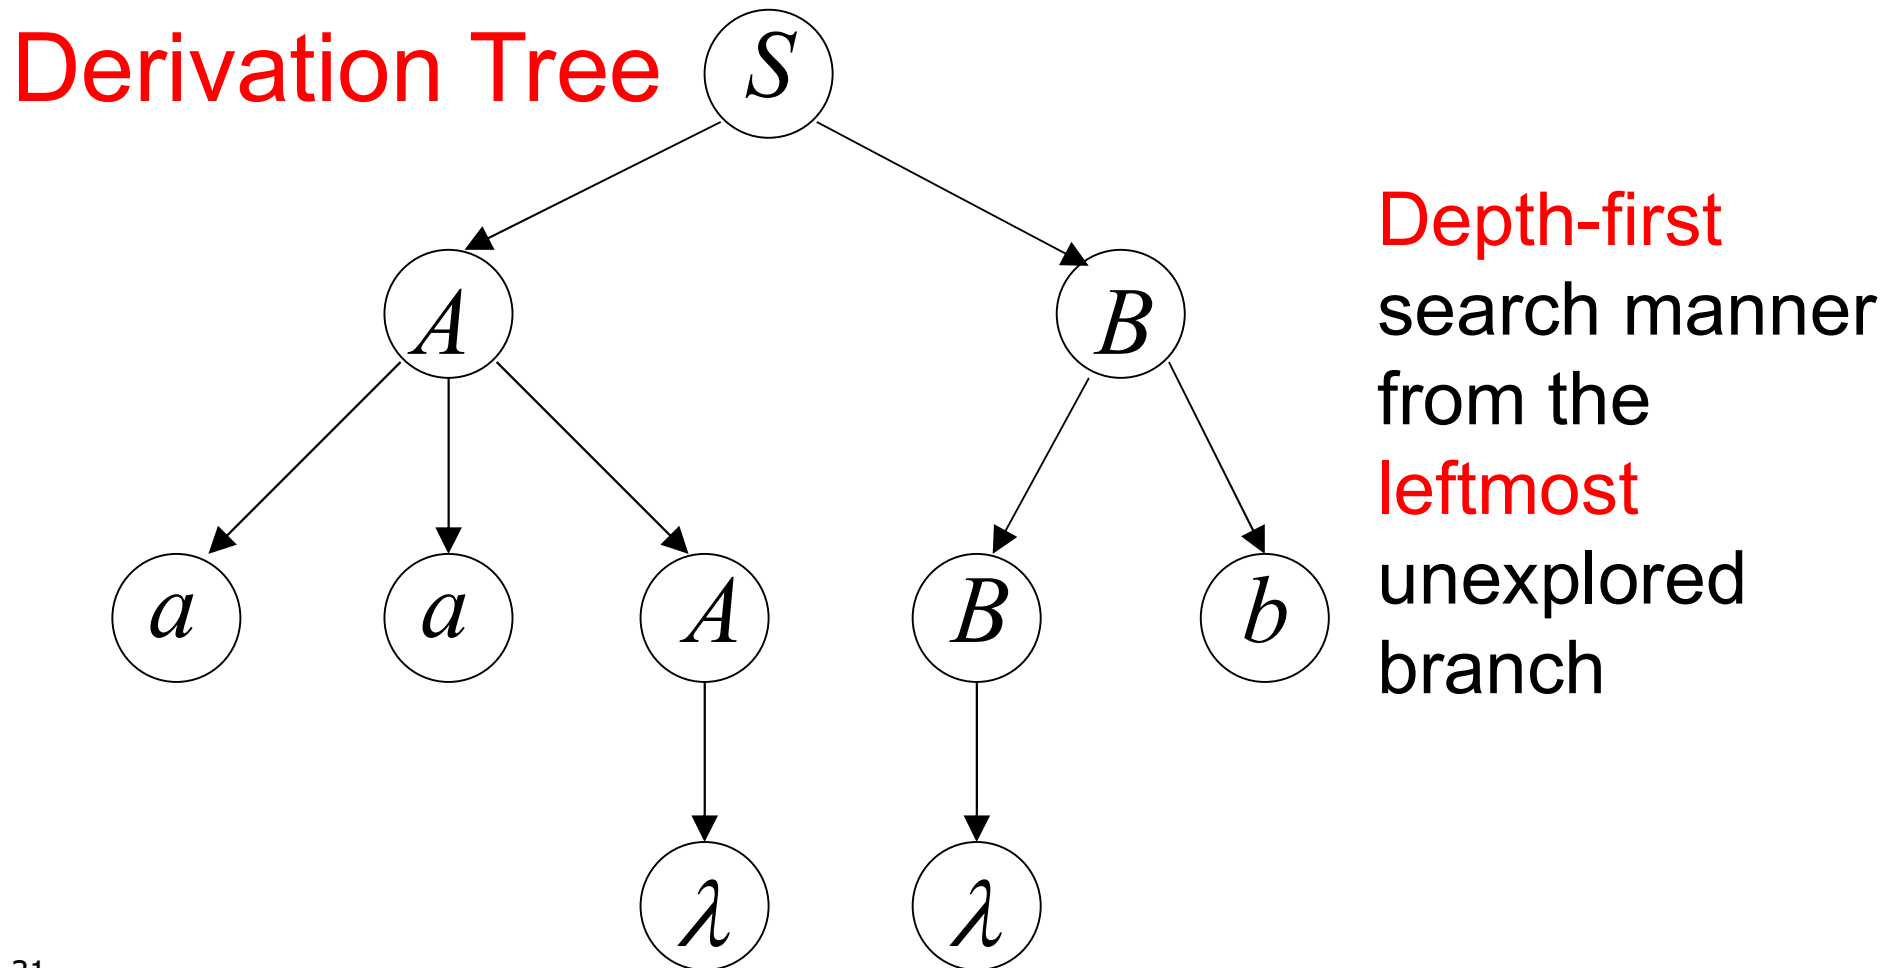 Derivation Tree
S
A B
a a A B b
λ λ
Depth-first
search manner
from the
leftmost
unexplored
branch